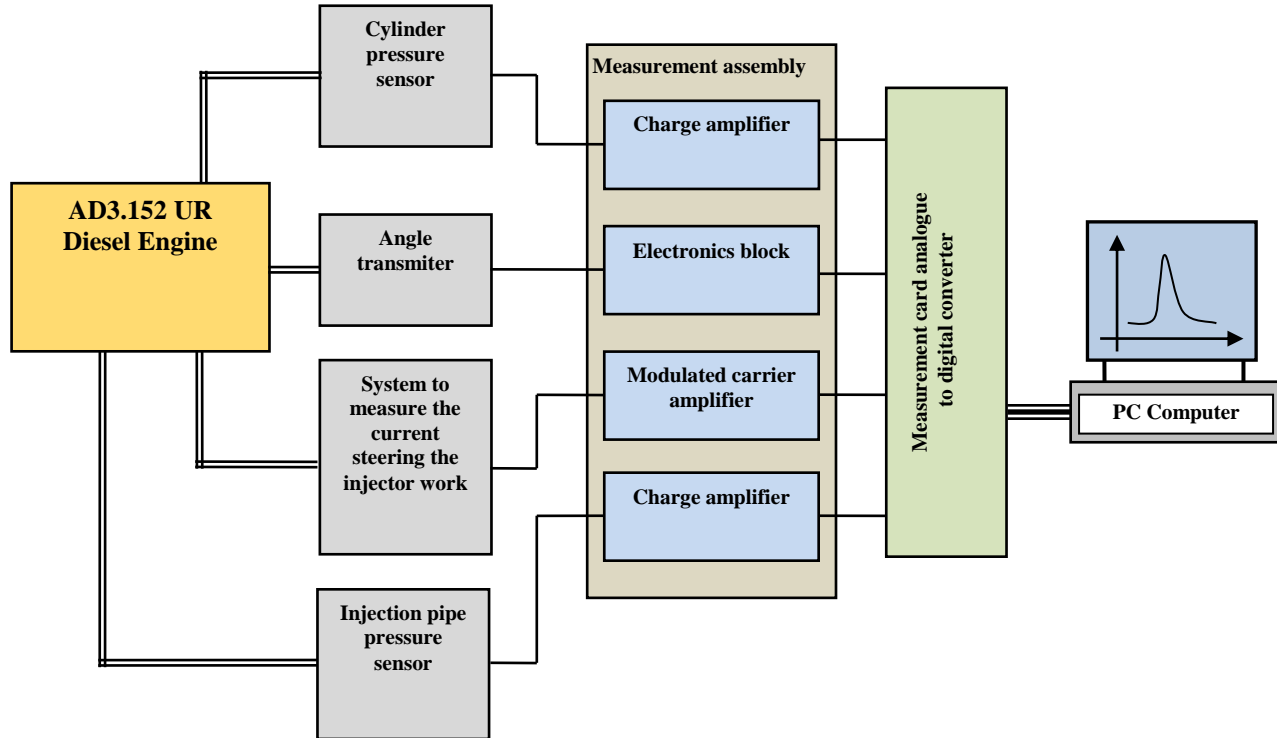 Cylinder
pressure
sensor
Measurement assembly
Charge amplifier
AD3.152 UR
Diesel Engine
Angle
transmiter
Electronics block
Measurement card analogue
to digital converter
System to
measure the
current
steering the
injector work
Modulated carrier
amplifier
PC Computer
Charge amplifier
Injection pipe
pressure
sensor